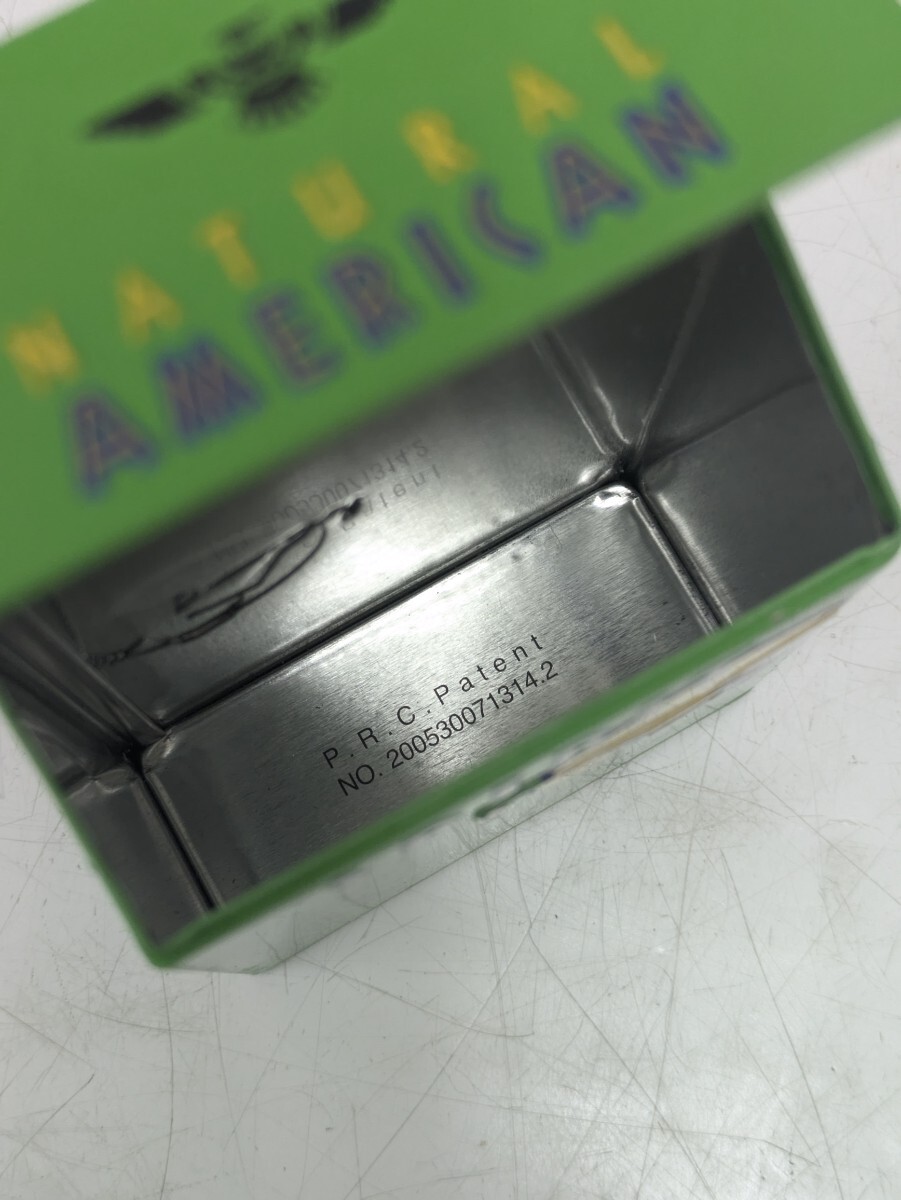 NATURAL
AMERICAN
P.R.C.Patent
NO. 200530071314.2